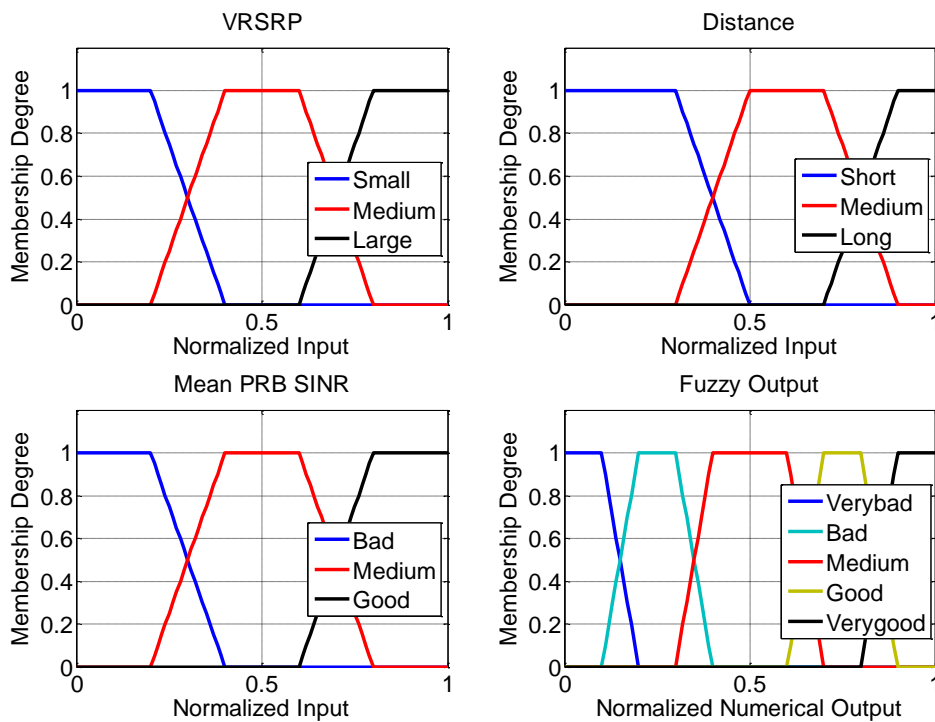 VRSRP
Membership Degree
1
0.8
0.6
0.4
0.2
0
0 0.5 1
Normalized Input
Small
Medium
Large
Distance
Membership Degree
1
0.8
0.6
0.4
0.2
0
0 0.5 1
Normalized Input
Short
Medium
Long
Mean PRB SINR
Membership Degree
1
0.8
0.6
0.4
0.2
0
0 0.5 1
Normalized Input
Bad
Medium
Good
Fuzzy Output
Membership Degree
1
0.8
0.6
0.4
0.2
0
0 0.5 1
Normalized Numerical Output
Verybad
Bad
Medium
Good
Verygood